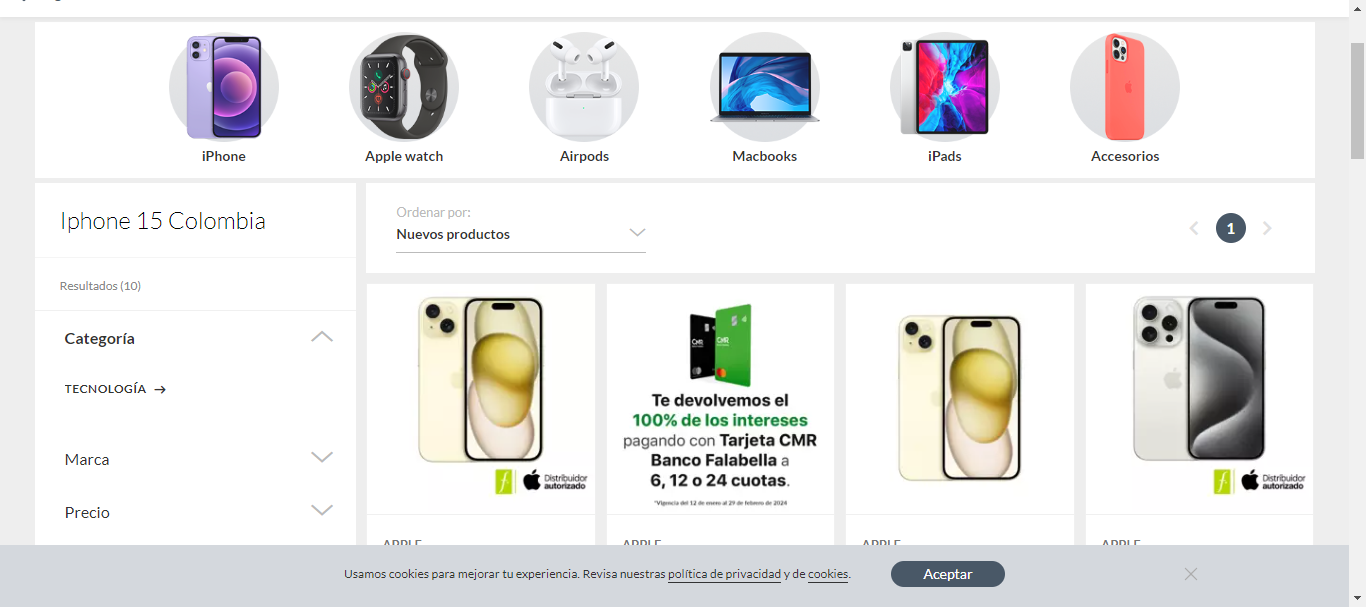 iPhone
Apple watch
Airpods
Macbooks
iPads
Accesorios
Iphone 15 Colombia
Ordenar por:
Nuevos productos
1
Resultados (10)
Categoría
TECNOLOGÍA →
Marca
Precio
Distribuidor
autorizado
CMR
CMR
Te devolvemos el
100% de los intereses
pagando con Tarjeta CMR
Banco Falabella a
6, 12 o 24 cuotas.
*Vigencia del 12 de enero al 29 de febrero de 2024
f
Distribuidor
autorizado
APPLE
APPLE
APPLE
APPLE
Usamos cookies para mejorar tu experiencia. Revisa nuestras política de privacidad y de cookies.
Aceptar